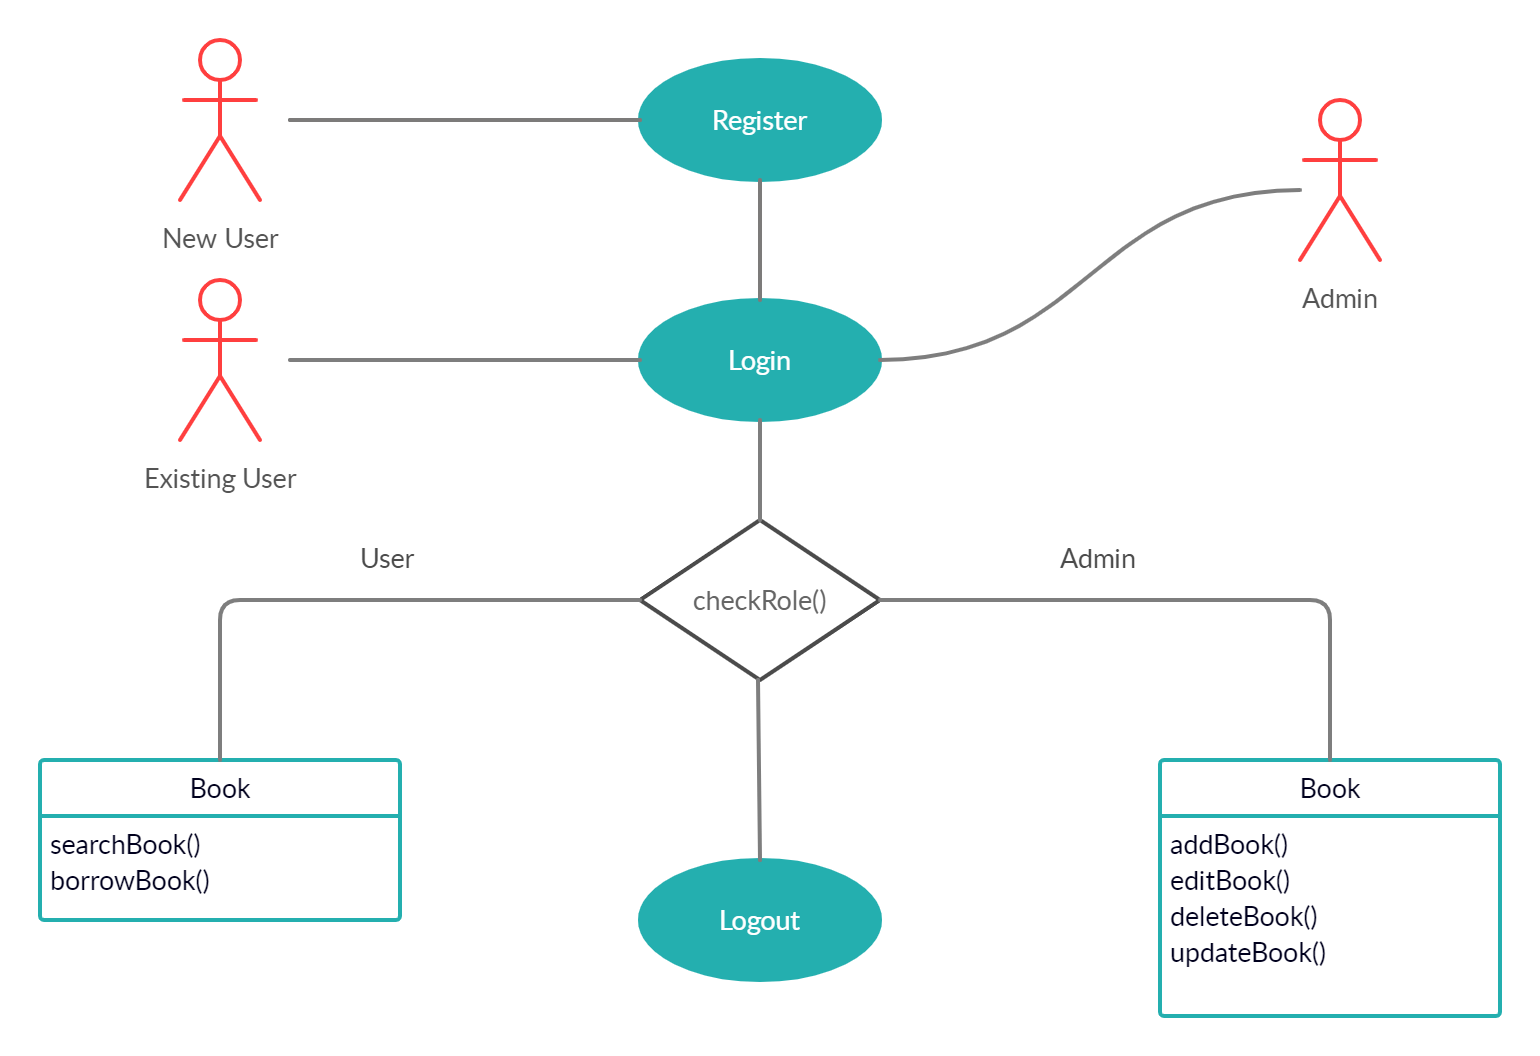 Register
New User
Admin
Login
Existing User
User
Admin
checkRole()
Book
searchBook()
borrowBook()
Logout
Book
addBook()
editBook()
deleteBook()
updateBook()